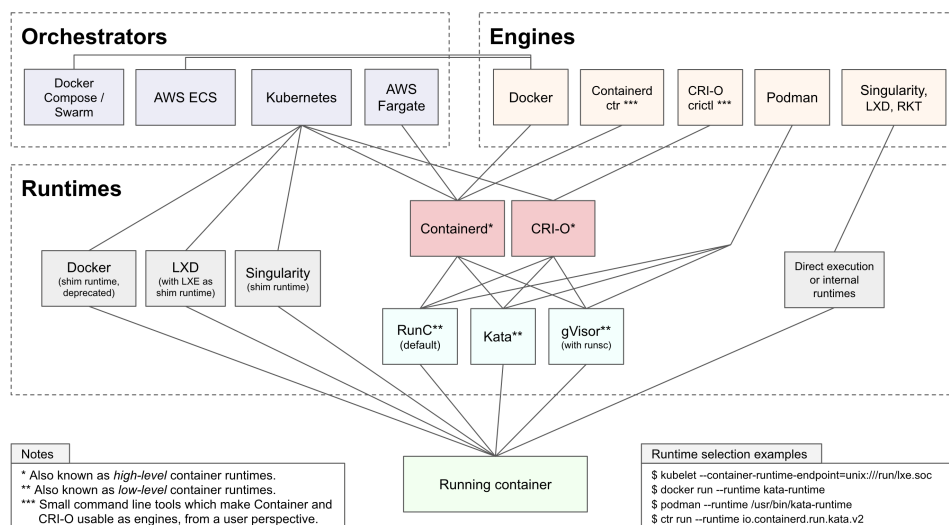 Orchestrators
Engines
Docker
Compose /
Swarm
AWS ECS
Kubernetes
AWS
Fargate
Docker
Containerd
ctr ***
CRI-O
crictl ***
Podman
Singularity,
LXD, RKT
Runtimes
Containerd*
CRI-O*
Docker
(shim runtime,
deprecated)
LXD
(with LXE as
shim runtime)
Singularity
(shim runtime)
Direct execution
or internal
runtimes
RunC**
(default)
Kata**
gVisor**
(with runsc)
Running container
Notes
* Also known as high-level container runtimes.
** Also known as low-level container runtimes.
*** Small command line tools which make Container and
CRI-O usable as engines, from a user perspective.
Runtime selection examples
$ kubelet --container-runtime-endpoint=unix:///run/lxe.soc
$ docker run --runtime kata-runtime
$ podman --runtime /usr/bin/kata-runtime
$ ctr run --runtime io.containerd.run.kata.v2